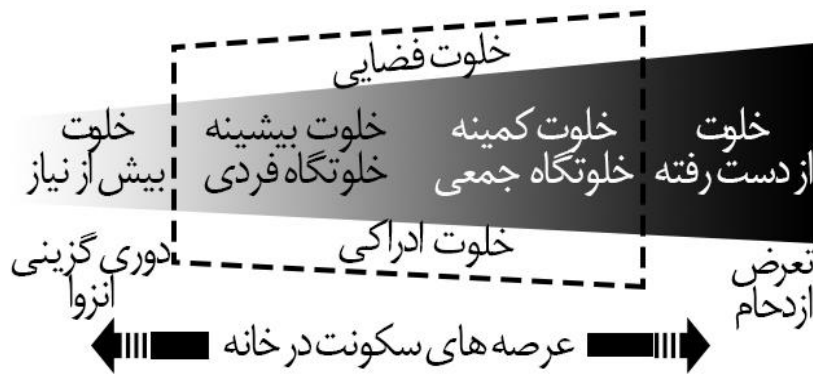 خلوت فضایی
خلوت از دست رفته
خلوت کمینه
خلوتگاه جمعی
خلوت بیشینه
خلوتگاه فردی
خلوت
بیش از نیاز
خلوت ادراکی
تعرض
ازدحام
دوری گزینی
انزوا
عرصه های سکونت در خانه